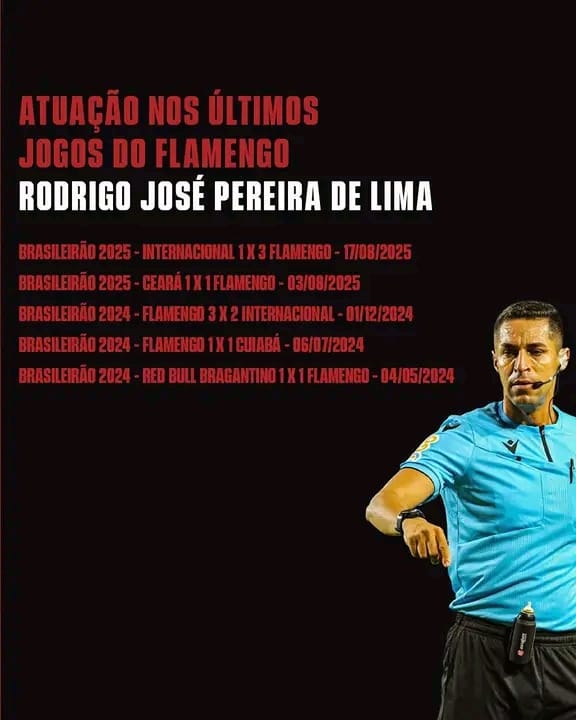 ATUAÇÃO NOS ÚLTIMOS
JOGOS DO FLAMENGO
RODRIGO JOSÉ PEREIRA DE LIMA
BRASILEIRÃO 2025 - INTERNACIONAL 1 X 3 FLAMENGO - 17/08/2025
BRASILEIRÃO 2025 - CEARÁ 1 X 1 FLAMENGO - 03/08/2025
BRASILEIRÃO 2024 - FLAMENGO 3 X 2 INTERNACIONAL - 01/12/2024
BRASILEIRÃO 2024 - FLAMENGO 1 X 1 CUIABÁ - 06/07/2024
BRASILEIRÃO 2024 - RED BULL BRAGANTINO 1 X 1 FLAMENGO - 04/05/2024